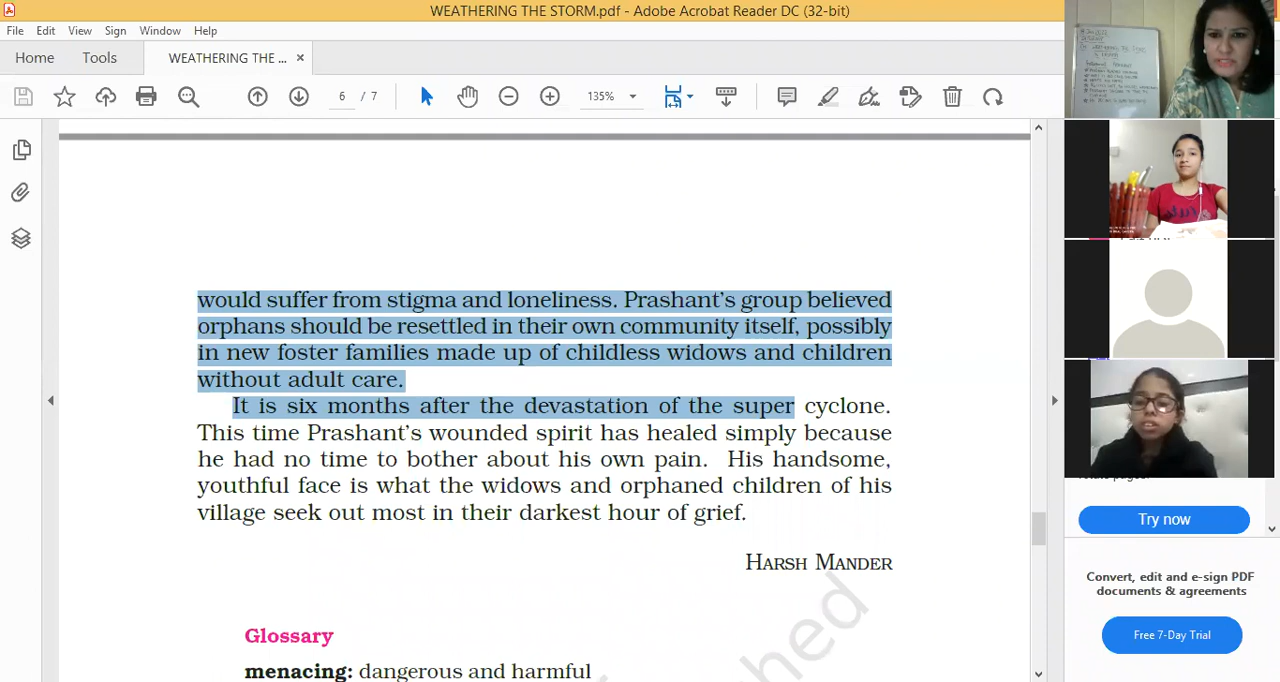 WEATHERING THE STORM.pdf - Adobe Acrobat Reader DC (32-bit)
File Edit View Sign Window Help
Home Tools WEATHERING THE ... ×
6 / 7 135%
would suffer from stigma and loneliness. Prashant's group believed
orphans should be resettled in their own community itself, possibly
in new foster families made up of childless widows and children
without adult care.
It is six months after the devastation of the super cyclone.
This time Prashant's wounded spirit has healed simply because
he had no time to bother about his own pain. His handsome,
youthful face is what the widows and orphaned children of his
village seek out most in their darkest hour of grief.
HARSH MANDER
Glossary
menacing: dangerous and harmful
Try now
Convert, edit and e-sign PDF
documents & agreements
Free 7-Day Trial